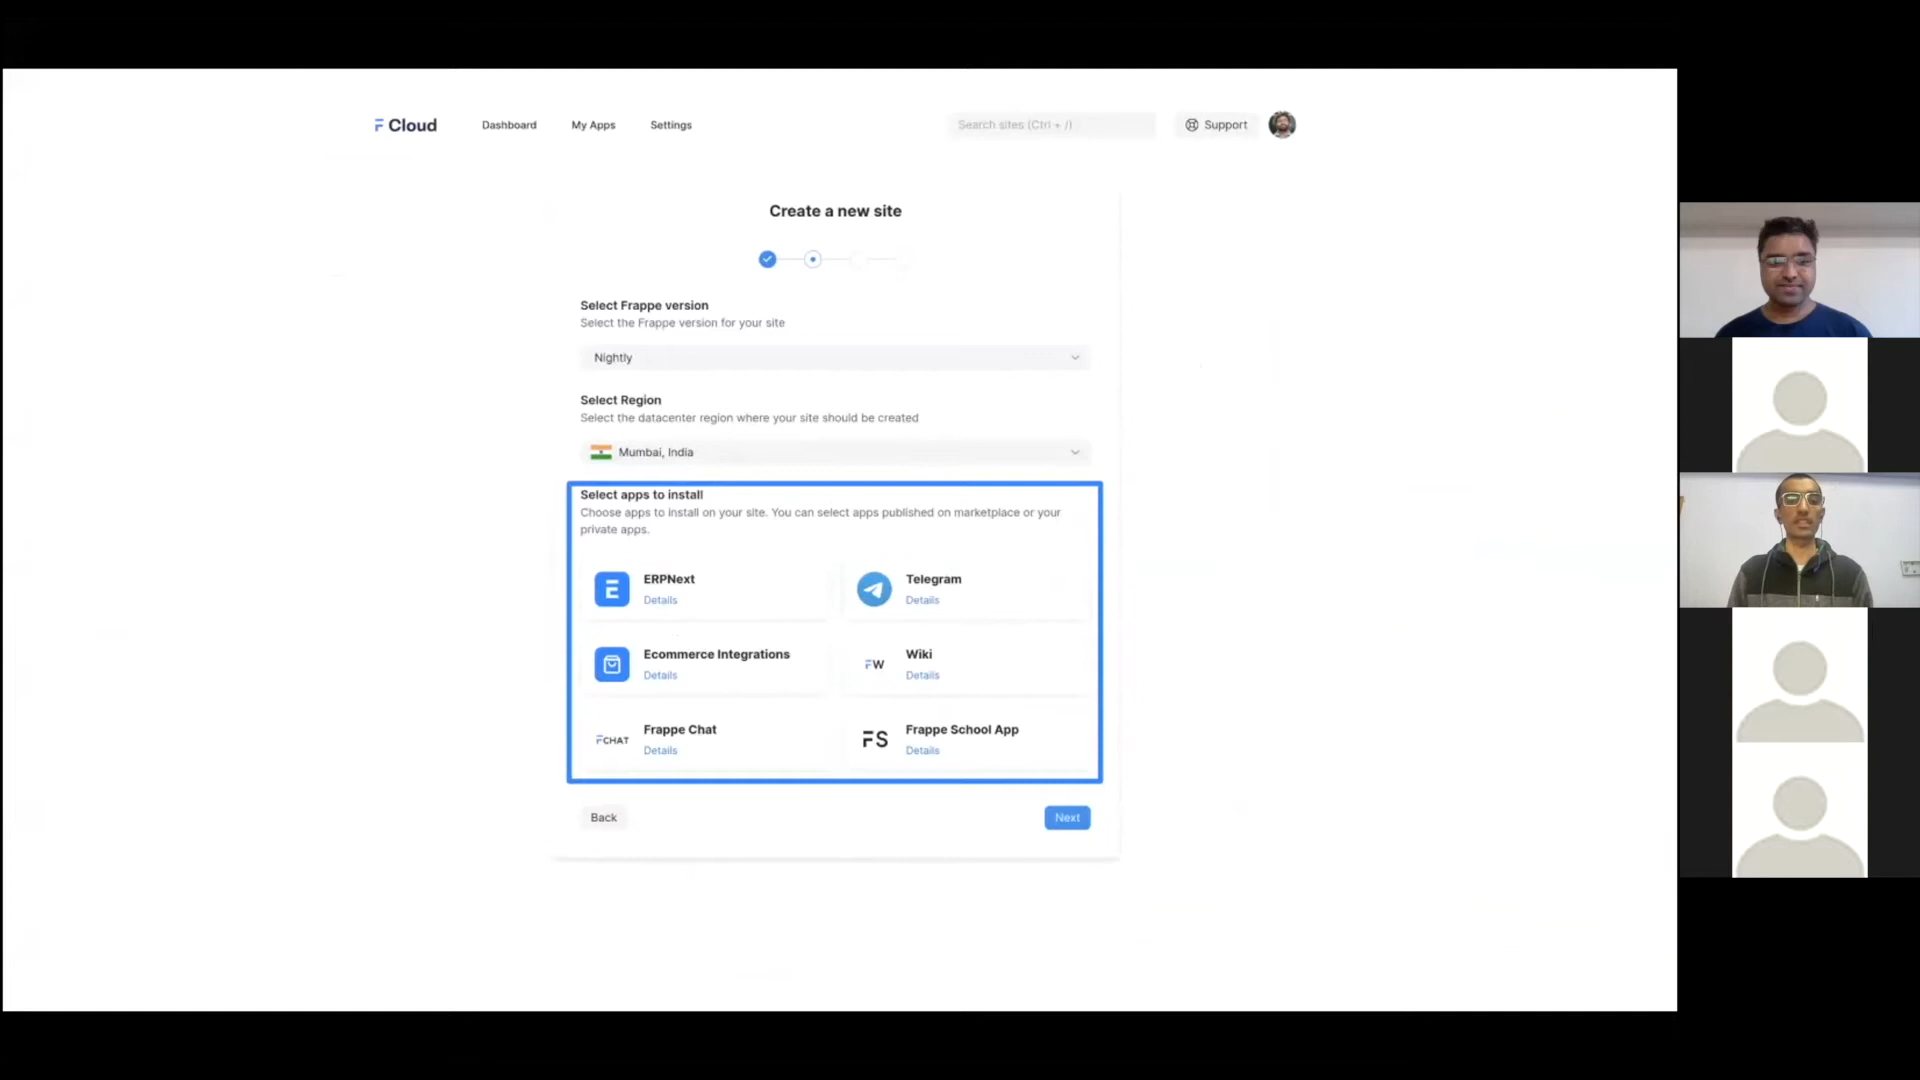 Cloud
Dashboard
My Apps
Settings
Search sites (Ctrl + /)
Support
Create a new site
Select Frappe version
Select the Frappe version for your site
Nightly
Select Region
Select the datacenter region where your site should be created
Mumbai, India
Select apps to install
Choose apps to install on your site. You can select apps published on marketplace or your
private apps.
E
ERPNext
Details
Telegram
Details
Ecommerce Integrations
Details
FW
Wiki
Details
FCHAT
Frappe Chat
Details
FS
Frappe School App
Details
Back
Next